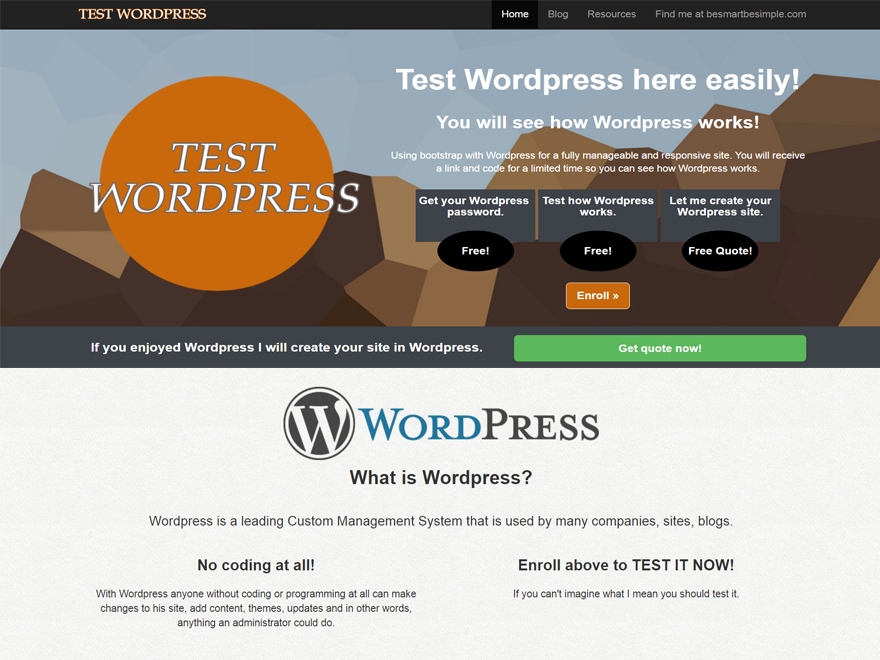 TEST WORDPRESS
Home Blog Resources Find me at besmartbesimple.com
TEST
WORDPRESS
Test Wordpress here easily!
You will see how Wordpress works!
Using bootstrap with Wordpress for a fully manageable and responsive site. You will receive
a link and code for a limited time so you can see how Wordpress works.
Get your Wordpress
password.
Free!
Test how Wordpress
works.
Free!
Let me create your
Wordpress site.
Free Quote!
Enroll »
If you enjoyed Wordpress I will create your site in Wordpress.
Get quote now!
W WORDPRESS
What is Wordpress?
Wordpress is a leading Custom Management System that is used by many companies, sites, blogs.
No coding at all!
With Wordpress anyone without coding or programming at all can make
changes to his site, add content, themes, updates and in other words,
anything an administrator could do.
Enroll above to TEST IT NOW!
If you can't imagine what I mean you should test it.